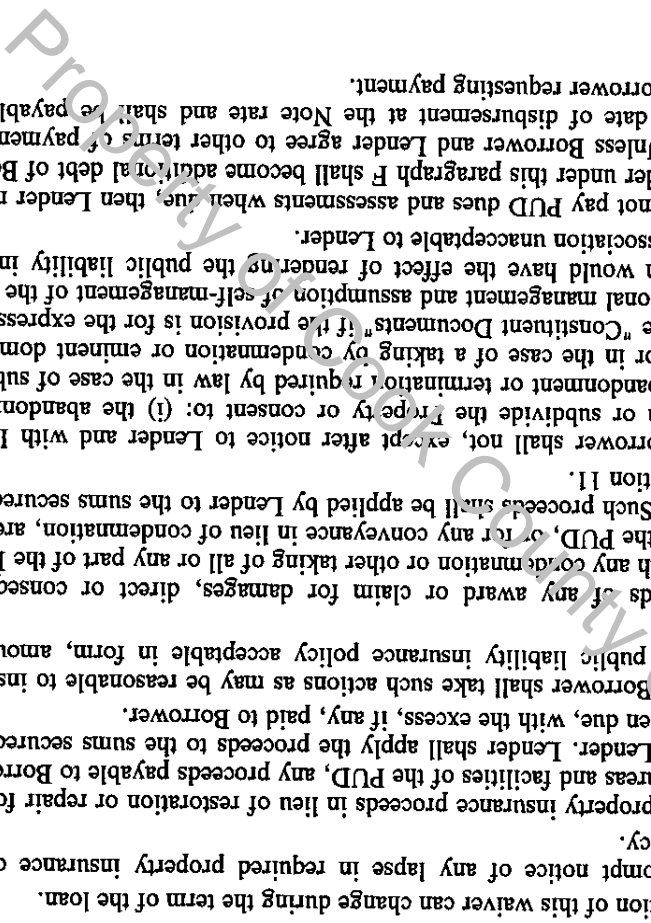 tion of this waiver can change during the term of the loan.
ompt notice of any lapse in required property insurance
cy.
property insurance proceeds in lieu of restoration or repair fo
areas and facilities of the PUD, any proceeds payable to Borro
Lender. Lender shall apply the proceeds to the sums secured
en due, with the excess, if any, paid to Borrower.
Borrower shall take such actions as may be reasonable to ins
public liability insurance policy acceptable in form, amou
ds of any award or claim for damages, direct or conseq
h any condemnation or other taking of all or any part of the
the PUD, or for any conveyance in lieu of condemnation, are
Such proceeds shall be applied by Lender to the sums secured
tion 11.
orrower shall not, except after notice to Lender and with
n or subdivide the Property or consent to: (i) the abandon
bandonment or termination required by law in the case of sub
or in the case of a taking by condemnation or eminent dom
e "Constituent Documents" if the provision is for the express
onal management and assumption of self-management of the
n would have the effect of rendering the public liability in
ssociation unacceptable to Lender.
not pay PUD dues and assessments when due, then Lender
der under this paragraph F shall become additional debt of Bo
Unless Borrower and Lender agree to other terms of paymen
date of disbursement at the Note rate and shall be payabl
orrower requesting payment.
Property of Cook County